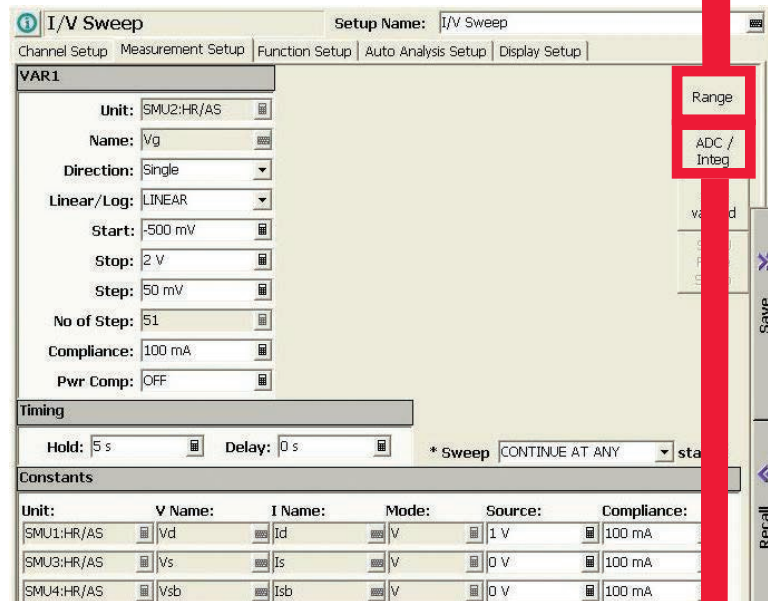 I/V Sweep Setup Name: I/V Sweep
Channel Setup Measurement Setup Function Setup Auto Analysis Setup Display Setup
VAR1
Range
Unit: SMU2:HR/AS
Name: Vg
ADC /
Integ
Direction: Single
Linear/Log: LINEAR
Start: -500 mV
Stop: 2 V
Step: 50 mV
Save
No of Step: 51
Compliance: 100 mA
Pwr Comp: OFF
Timing
Hold: 5 s Delay: 0 s * Sweep CONTINUE AT ANY
Constants
Unit: V Name: I Name: Mode: Source: Compliance:
Recall
SMU1:HR/AS Vd Id V 1 V 100 mA
SMU3:HR/AS Vs Is V 0 V 100 mA
SMU4:HR/AS Vsb Isb V 0 V 100 mA